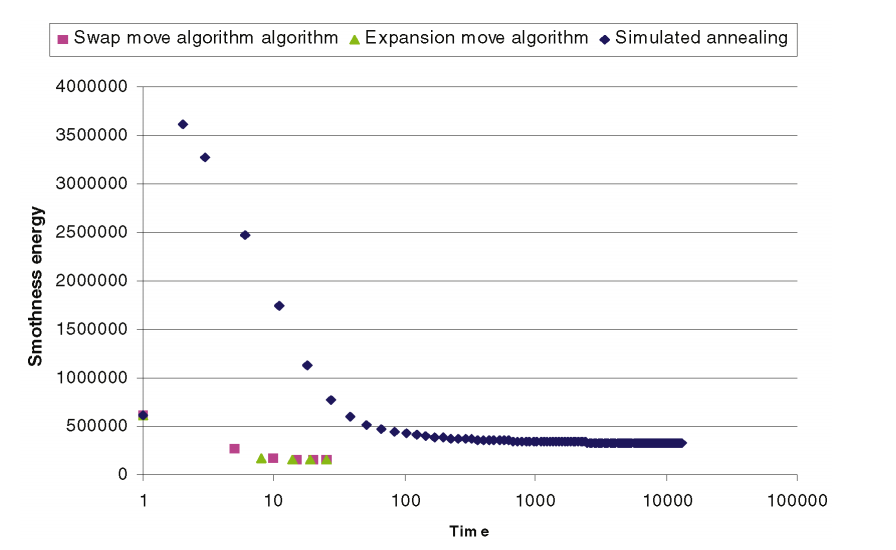 Swap move algorithm algorithm Expansion move algorithm Simulated annealing
4000000
3500000
3000000
2500000
2000000
1500000
1000000
500000
0
Smothness energy
1 10 100 1000 10000 100000
Time